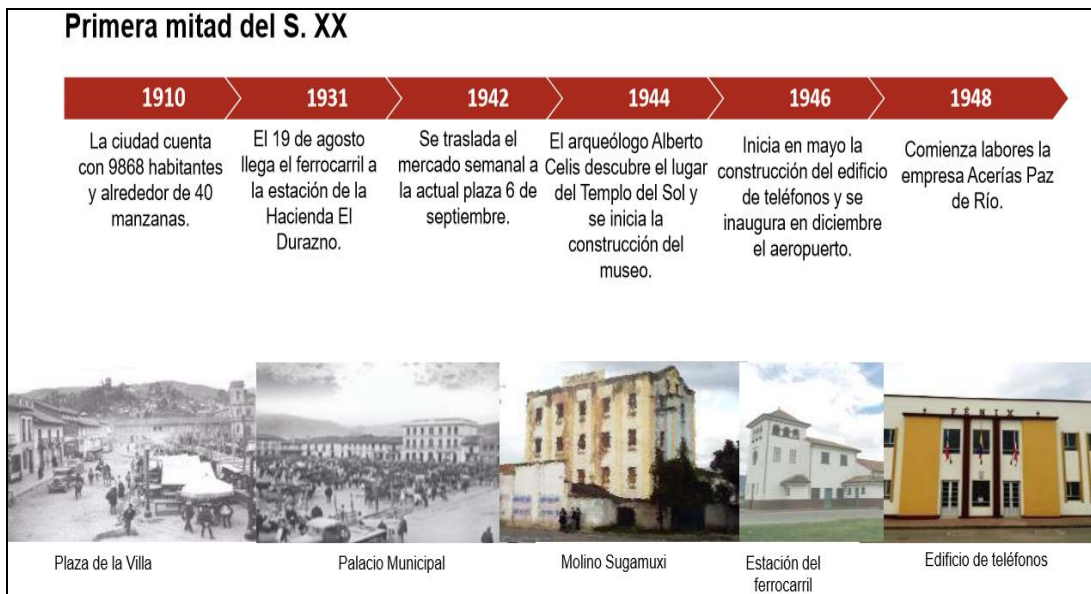 Primera mitad del S. XX
1910
1931
1942
1944
1946
1948
La ciudad cuenta
con 9868 habitantes
y alrededor de 40
manzanas.
El 19 de agosto
llega el ferrocarril a
la estación de la
Hacienda El
Durazno.
Se traslada el
mercado semanal a
la actual plaza 6 de
septiembre.
El arqueólogo Alberto
Celis descubre el lugar
del Templo del Sol y
se inicia la
construcción del
museo.
Inicia en mayo la
construcción del edificio
de teléfonos y se
inaugura en diciembre
el aeropuerto.
Comienza labores la
empresa Acerías Paz
de Río.
FÉNIX
Plaza de la Villa
Palacio Municipal
Molino Sugamuxi
Estación del
ferrocarril
Edificio de teléfonos